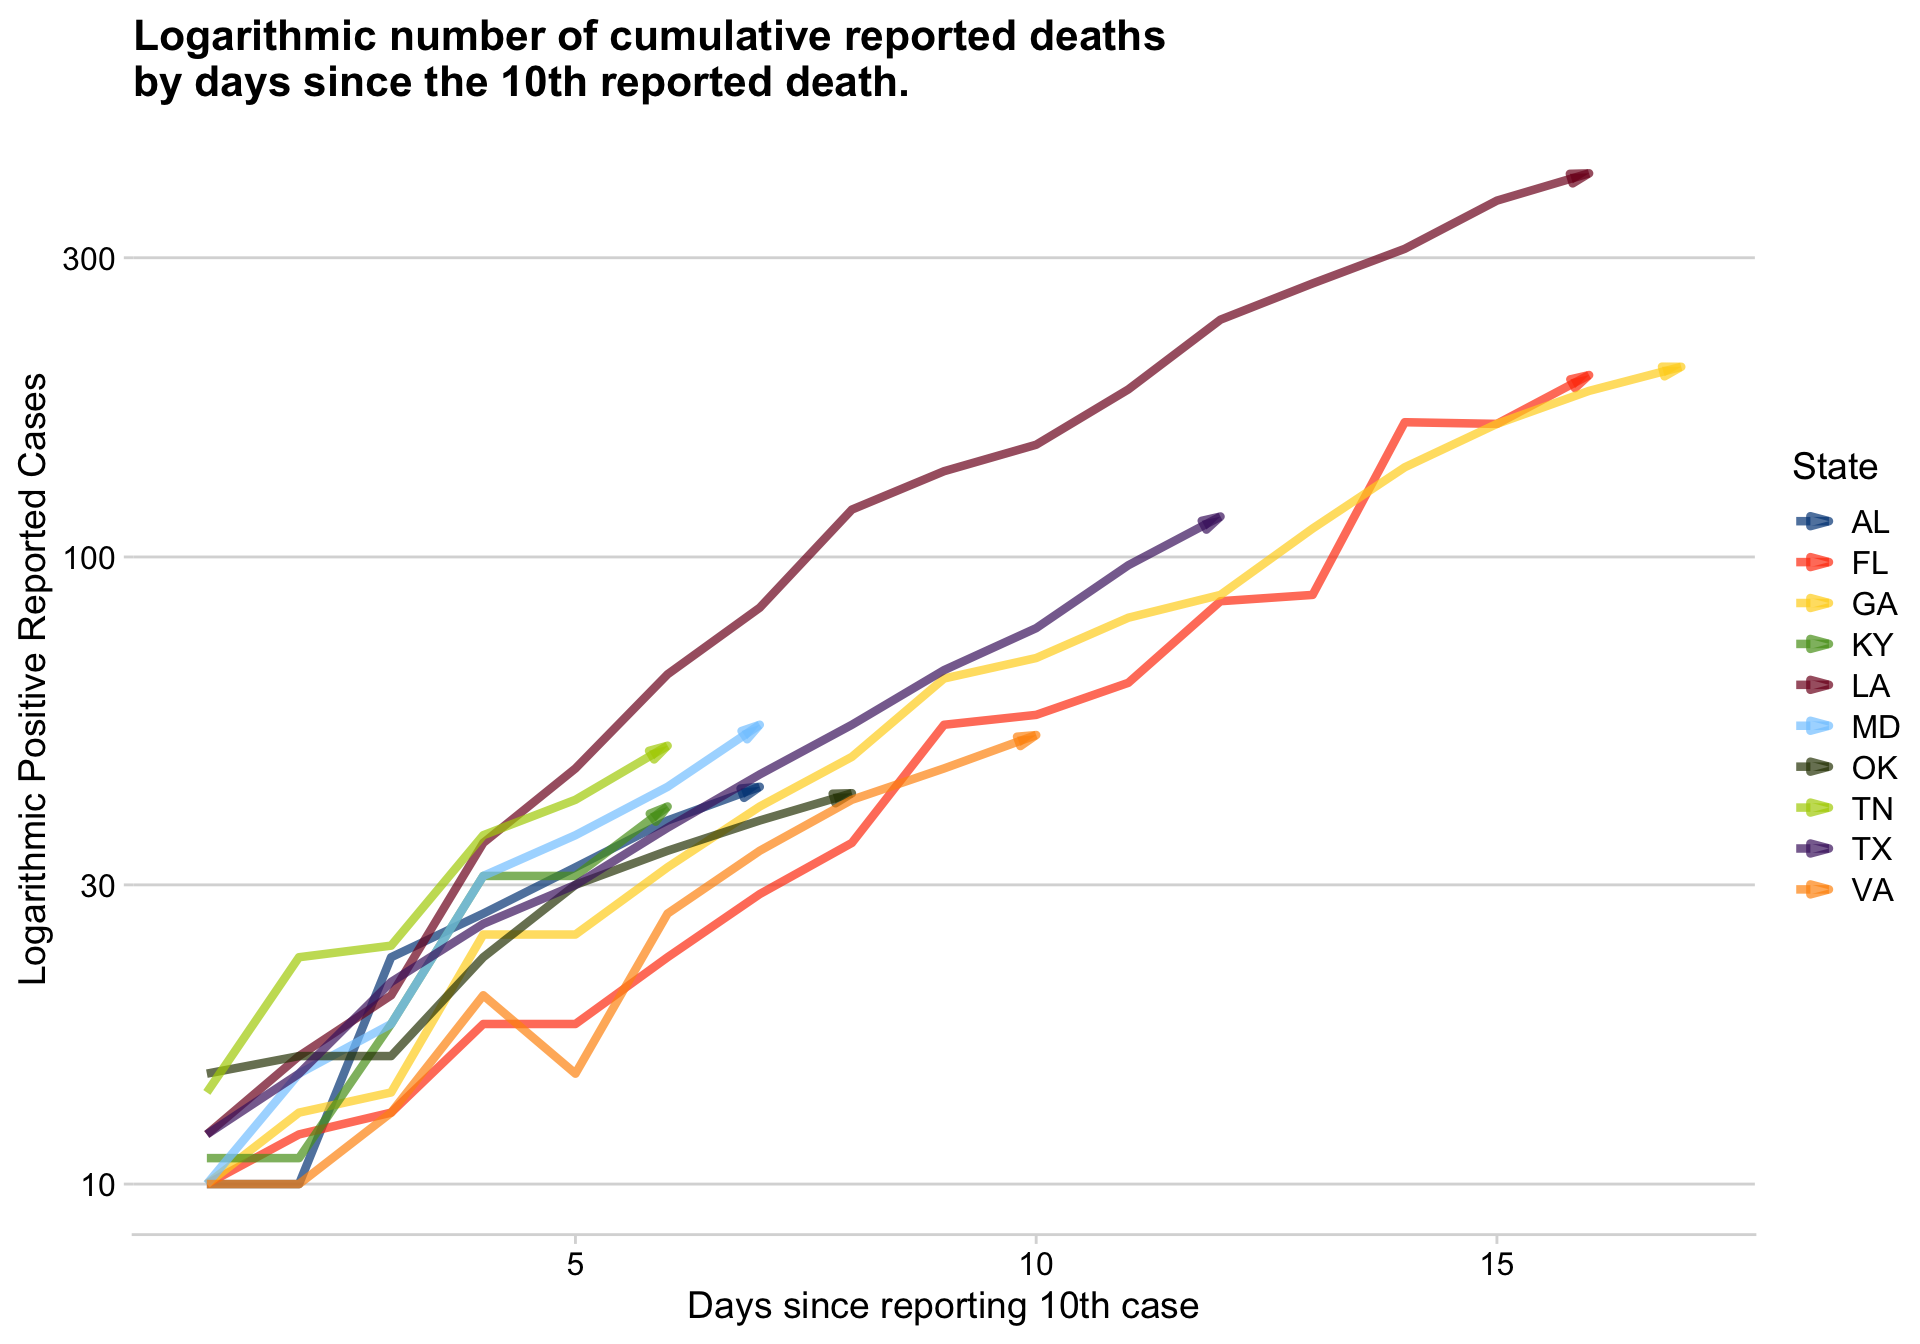 Logarithmic number of cumulative reported deaths
by days since the 10th reported death.
Logarithmic Positive Reported Cases
300
100
30
10
5
10
15
Days since reporting 10th case
State
AL
FL
GA
KY
LA
MD
OK
TN
TX
VA